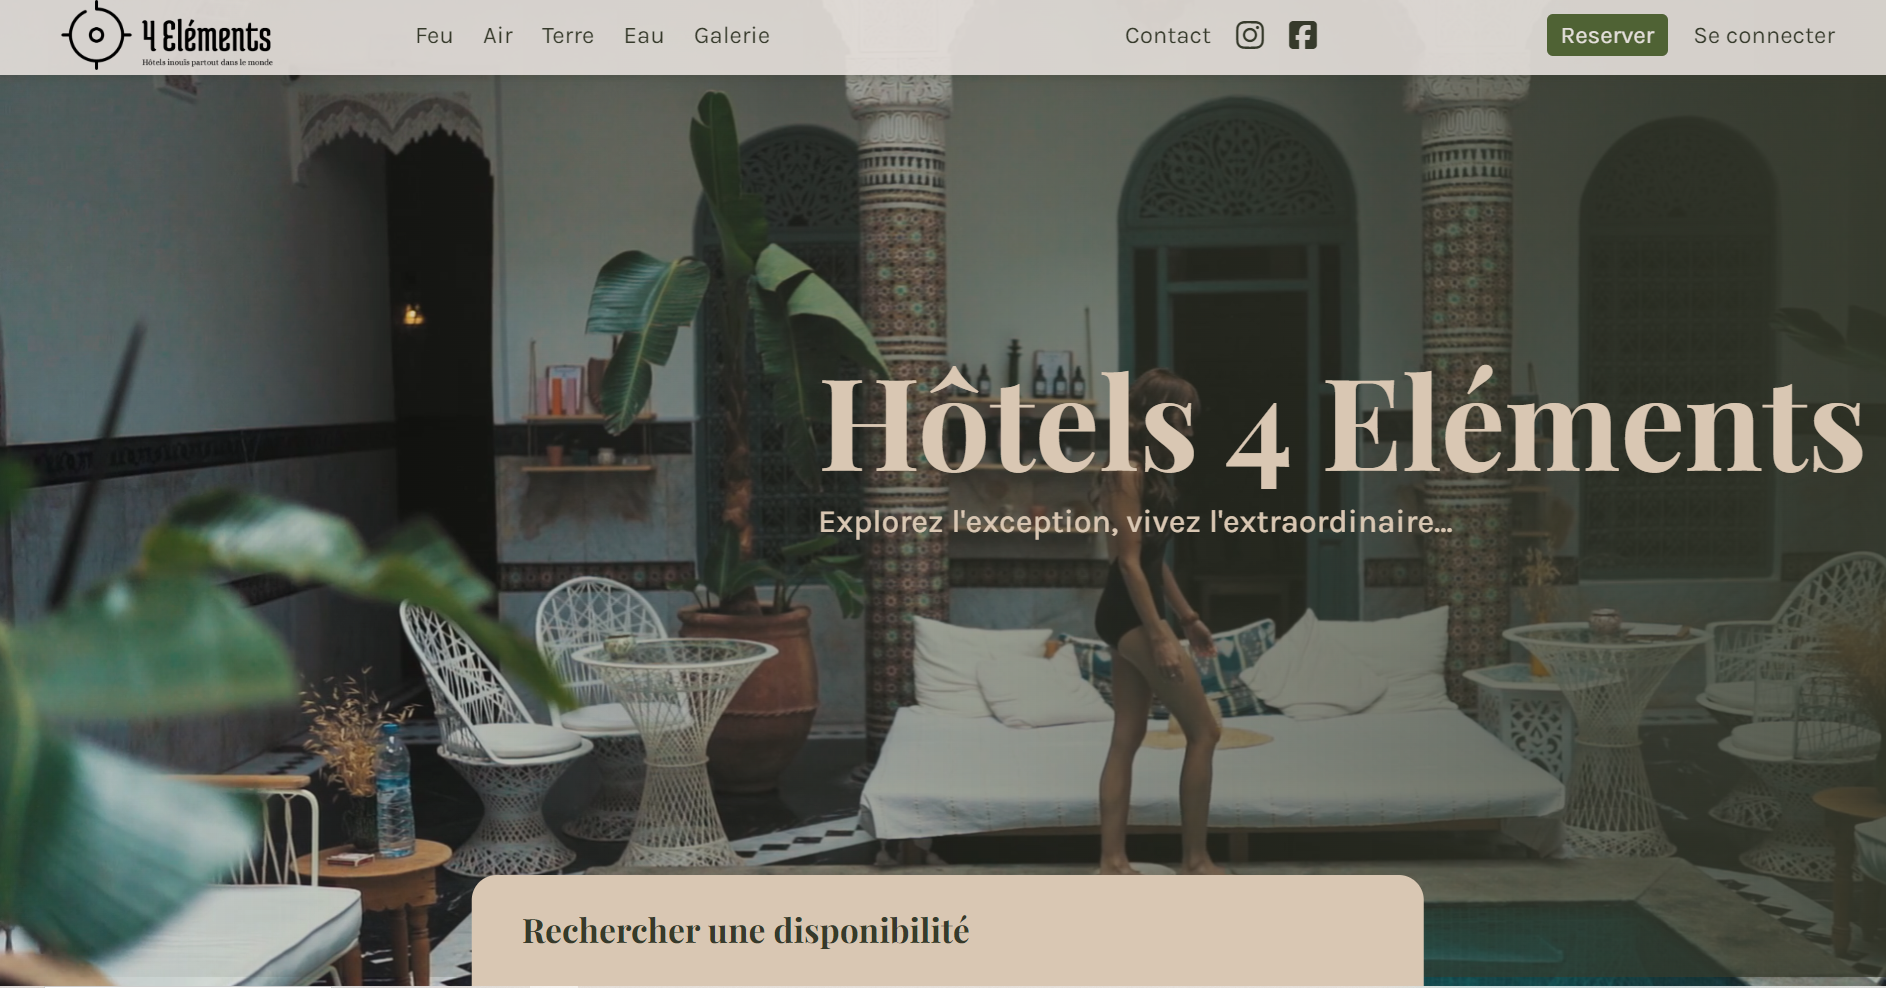 4 Eléments
Hôtels inouïs partout dans le monde
Feu Air Terre Eau Galerie Contact Reserver Se connecter
Hôtels 4 Eléments
Explorez l'exception, vivez l'extraordinaire...
Rechercher une disponibilité